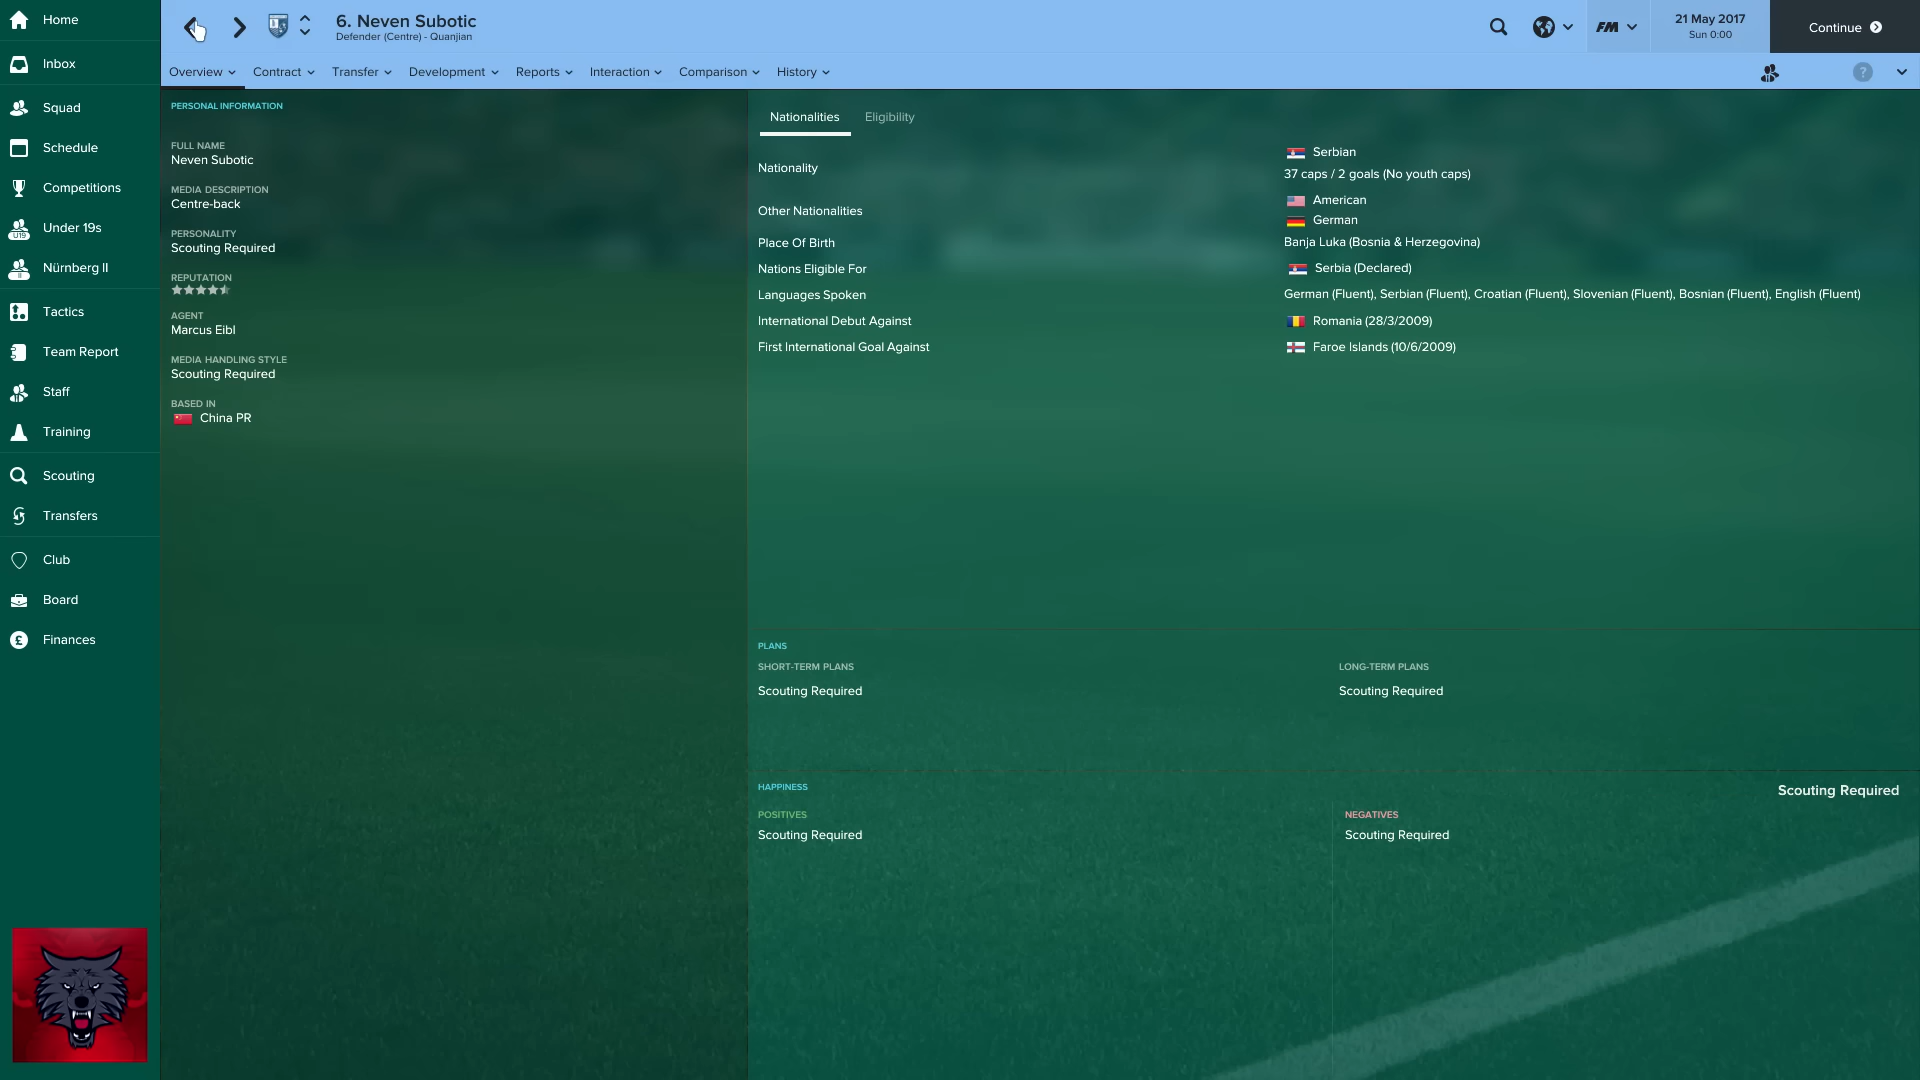 Home
Inbox
Squad
Schedule
Competitions
Under 19s
Nürnberg II
Tactics
Team Report
Staff
Training
Scouting
Transfers
Club
Board
Finances
6. Neven Subotic
Defender (Centre) - Quanjian
FM
21 May 2017
Sun 0:00
Continue
Overview Contract Transfer Development Reports Interaction Comparison History
?
PERSONAL INFORMATION
FULL NAME
Neven Subotic
MEDIA DESCRIPTION
Centre-back
PERSONALITY
Scouting Required
REPUTATION
AGENT
Marcus Eibl
MEDIA HANDLING STYLE
Scouting Required
BASED IN
China PR
Nationalities Eligibility
Nationality Serbian
37 caps / 2 goals (No youth caps)
Other Nationalities American
German
Place Of Birth Banja Luka (Bosnia & Herzegovina)
Nations Eligible For Serbia (Declared)
Languages Spoken German (Fluent), Serbian (Fluent), Croatian (Fluent), Slovenian (Fluent), Bosnian (Fluent), English (Fluent)
International Debut Against Romania (28/3/2009)
First International Goal Against Faroe Islands (10/6/2009)
PLANS
SHORT-TERM PLANS LONG-TERM PLANS
Scouting Required Scouting Required
HAPPINESS Scouting Required
POSITIVES NEGATIVES
Scouting Required Scouting Required